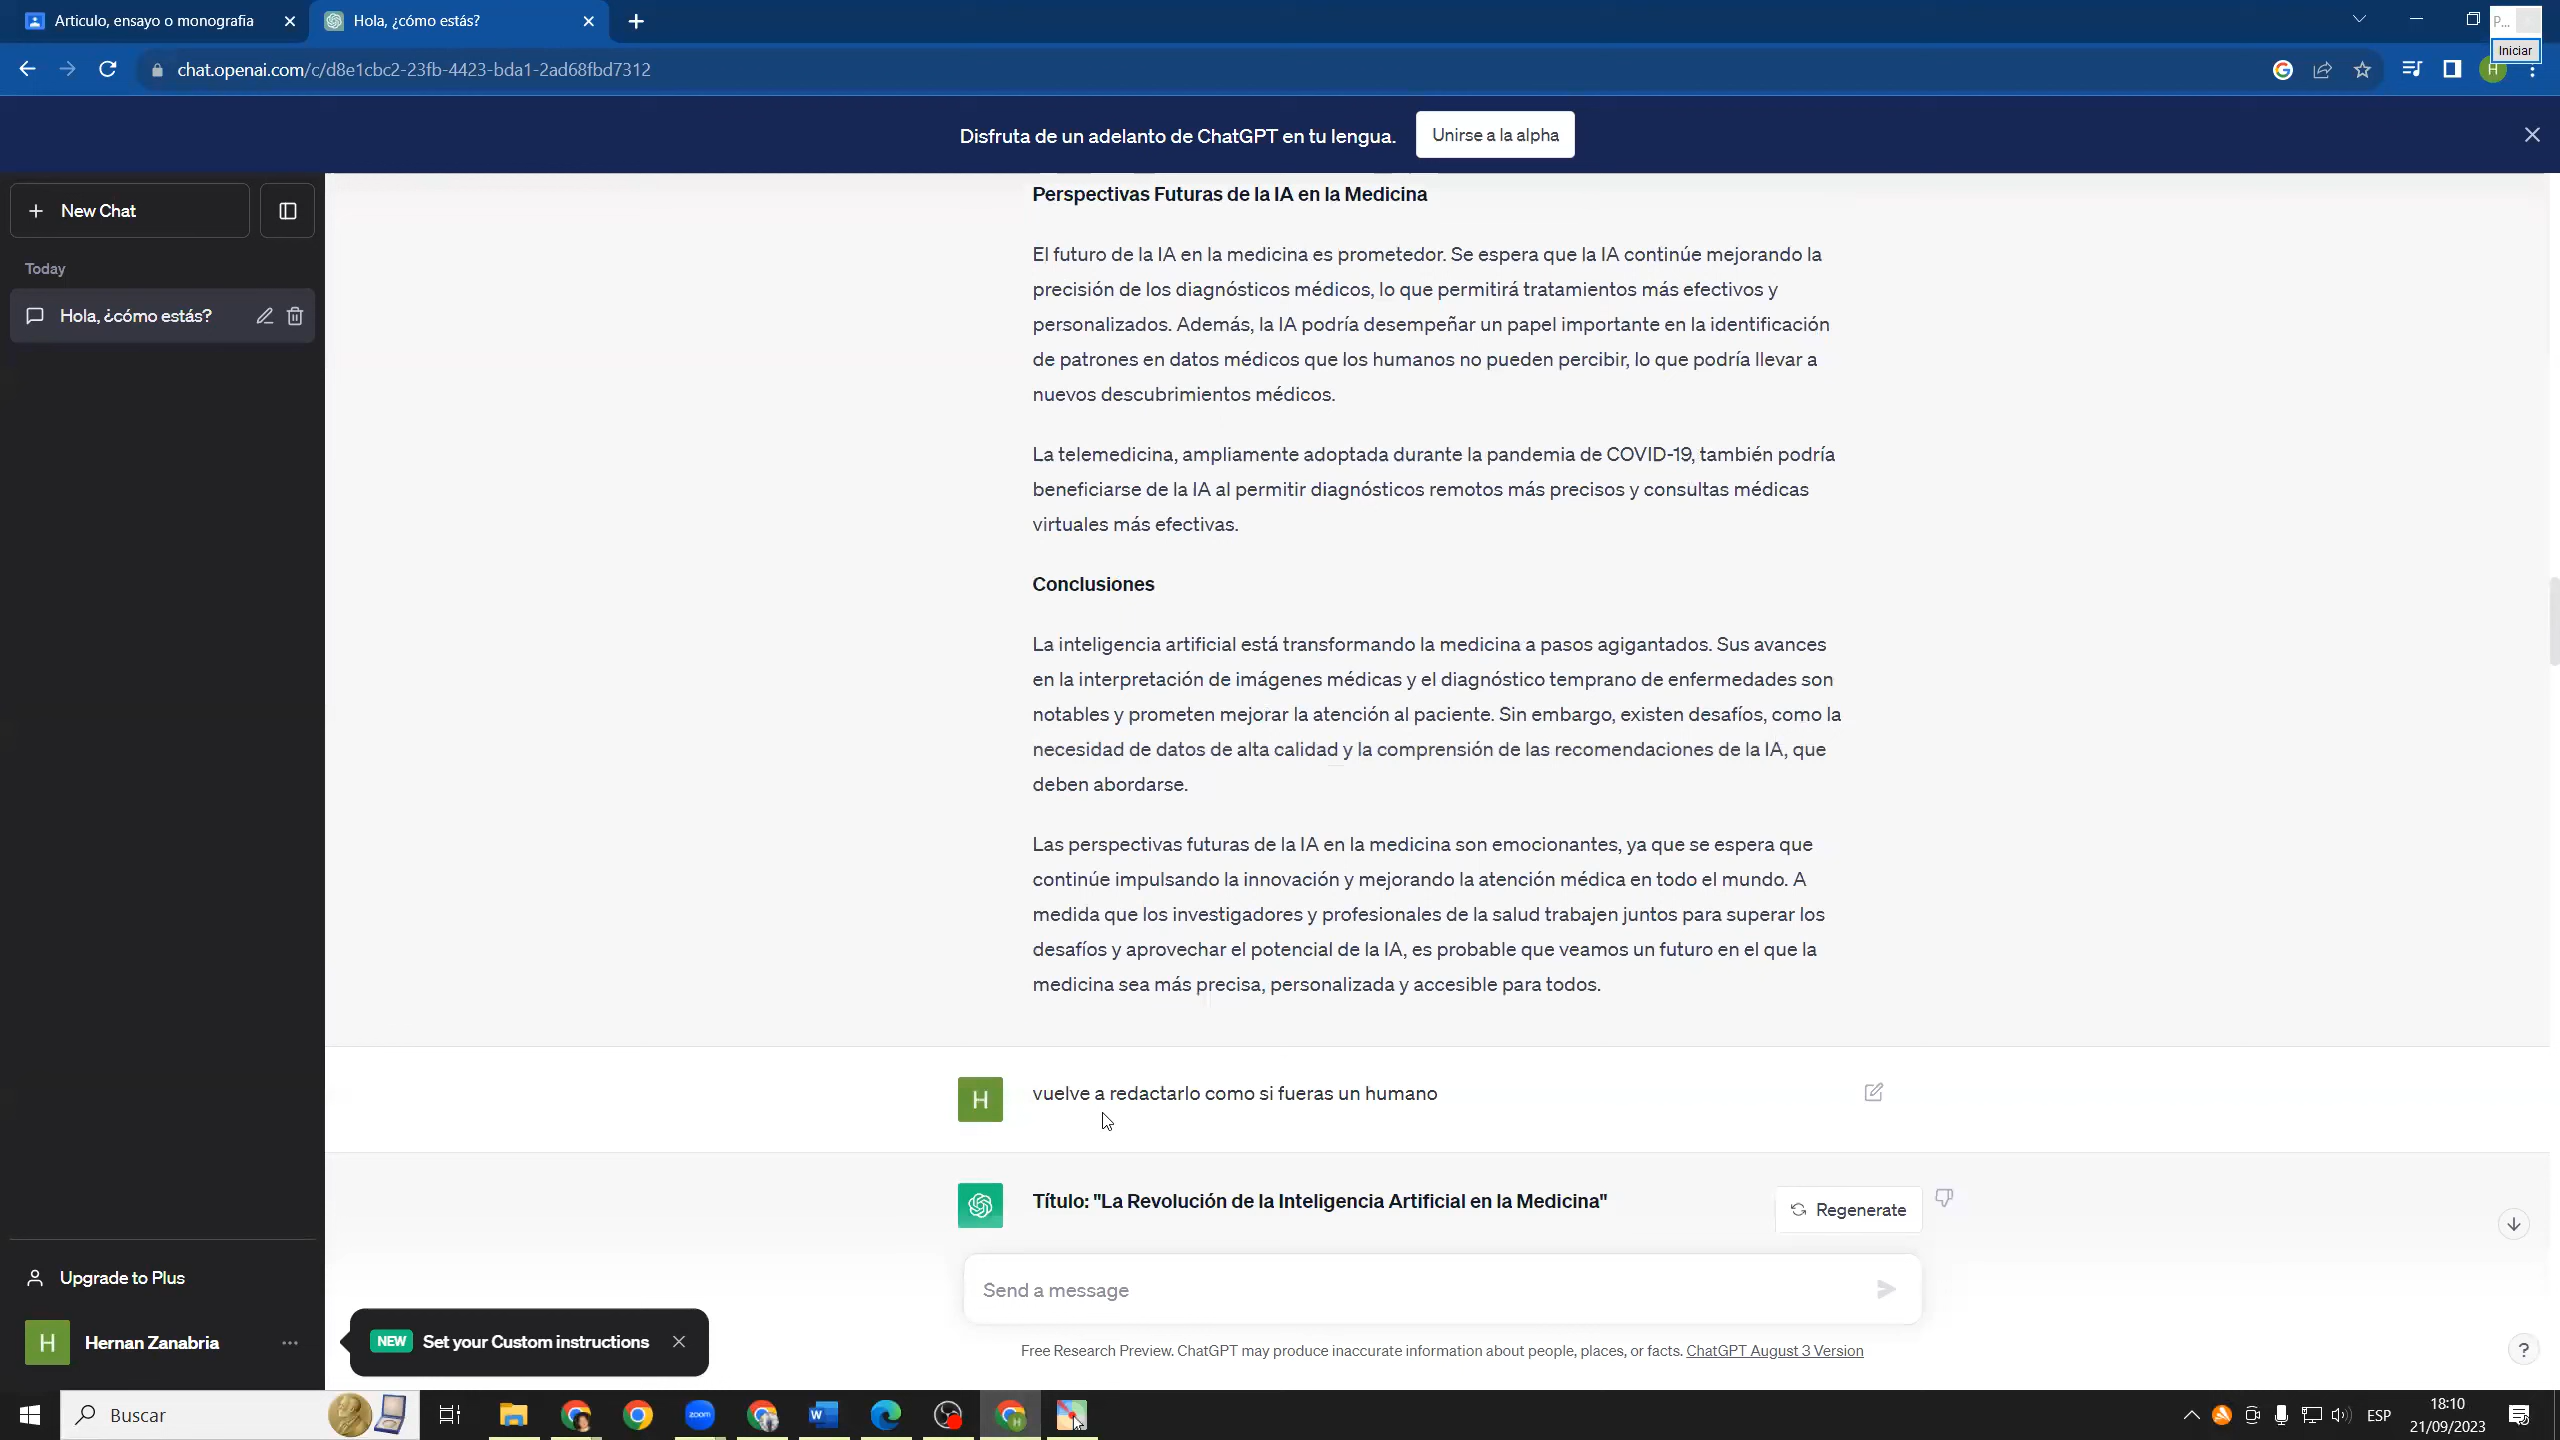 Articulo, ensayo o monografia
Hola, ¿cómo estás?
P...
Iniciar
chat.openai.com/c/d8e1cbc2-23fb-4423-bda1-2ad68fbd7312
H
Disfruta de un adelanto de ChatGPT en tu lengua.
Unirse a la alpha
New Chat
Today
Hola, ¿cómo estás?
Perspectivas Futuras de la IA en la Medicina
El futuro de la IA en la medicina es prometedor. Se espera que la IA continúe mejorando la
precisión de los diagnósticos médicos, lo que permitirá tratamientos más efectivos y
personalizados. Además, la IA podría desempeñar un papel importante en la identificación
de patrones en datos médicos que los humanos no pueden percibir, lo que podría llevar a
nuevos descubrimientos médicos.
La telemedicina, ampliamente adoptada durante la pandemia de COVID-19, también podría
beneficiarse de la IA al permitir diagnósticos remotos más precisos y consultas médicas
virtuales más efectivas.
Conclusiones
La inteligencia artificial está transformando la medicina a pasos agigantados. Sus avances
en la interpretación de imágenes médicas y el diagnóstico temprano de enfermedades son
notables y prometen mejorar la atención al paciente. Sin embargo, existen desafíos, como la
necesidad de datos de alta calidad y la comprensión de las recomendaciones de la IA, que
deben abordarse.
Las perspectivas futuras de la IA en la medicina son emocionantes, ya que se espera que
continúe impulsando la innovación y mejorando la atención médica en todo el mundo. A
medida que los investigadores y profesionales de la salud trabajen juntos para superar los
desafíos y aprovechar el potencial de la IA, es probable que veamos un futuro en el que la
medicina sea más precisa, personalizada y accesible para todos.
H
vuelve a redactarlo como si fueras un humano
Título: "La Revolución de la Inteligencia Artificial en la Medicina"
Regenerate
Send a message
Upgrade to Plus
H
Hernan Zanabria
NEW
Set your Custom instructions
Free Research Preview. ChatGPT may produce inaccurate information about people, places, or facts. ChatGPT August 3 Version
?
Buscar
zoom
W
H
ESP
18:10
21/09/2023